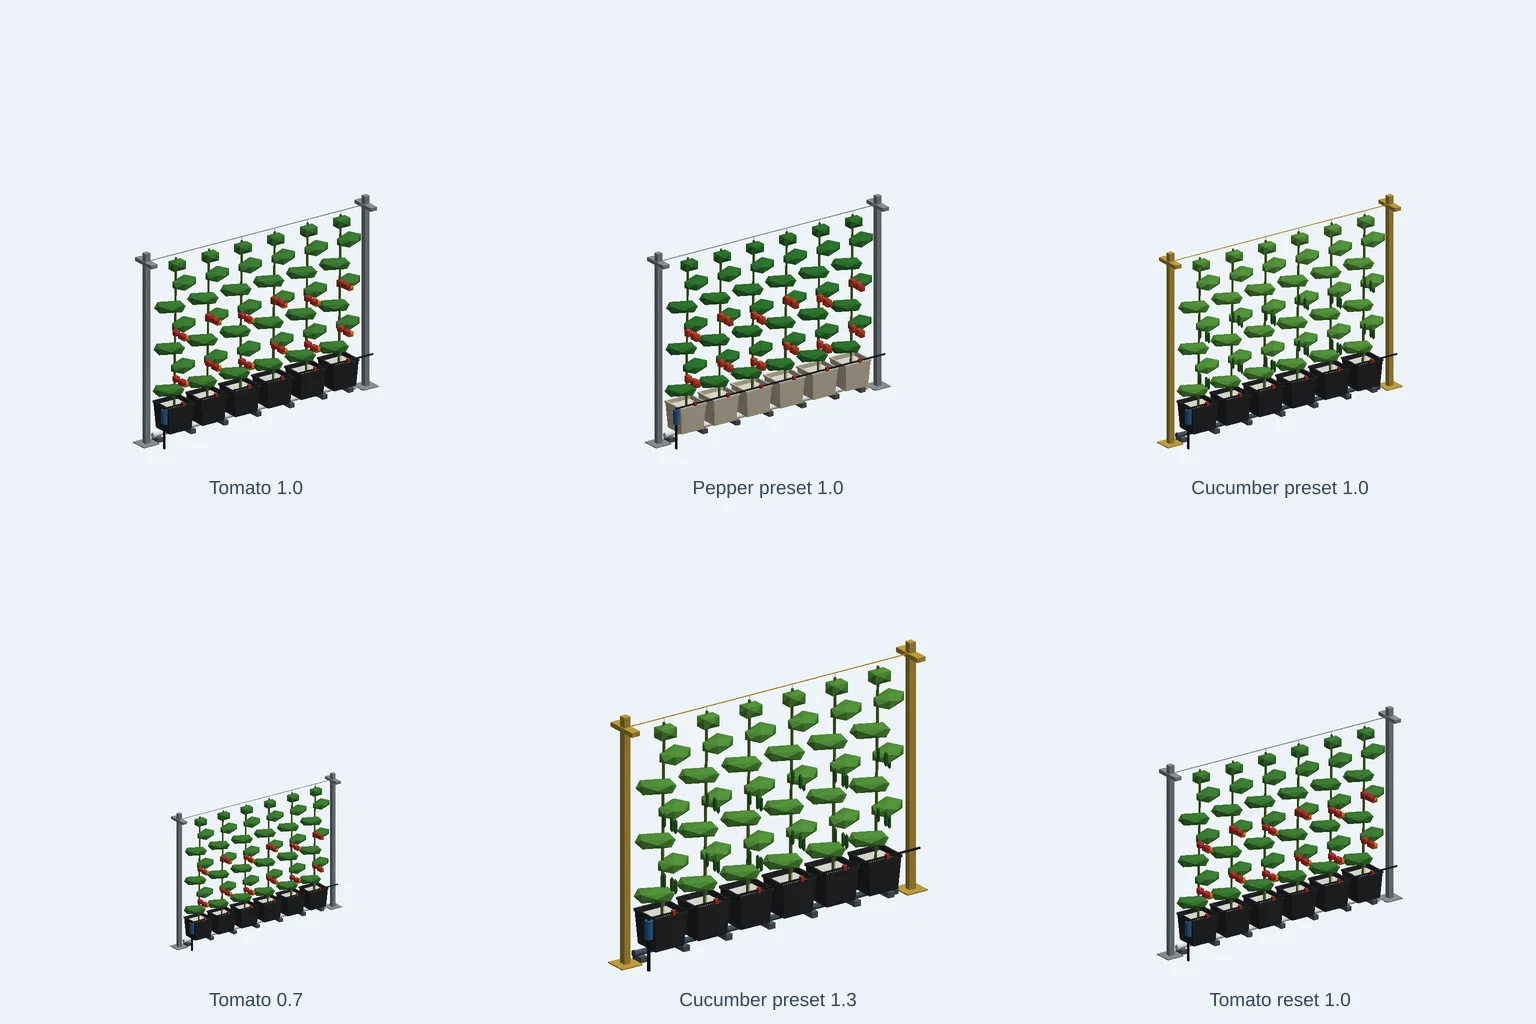 Tomato 1.0
Pepper preset 1.0
Cucumber preset 1.0
Tomato 0.7
Cucumber preset 1.3
Tomato reset 1.0